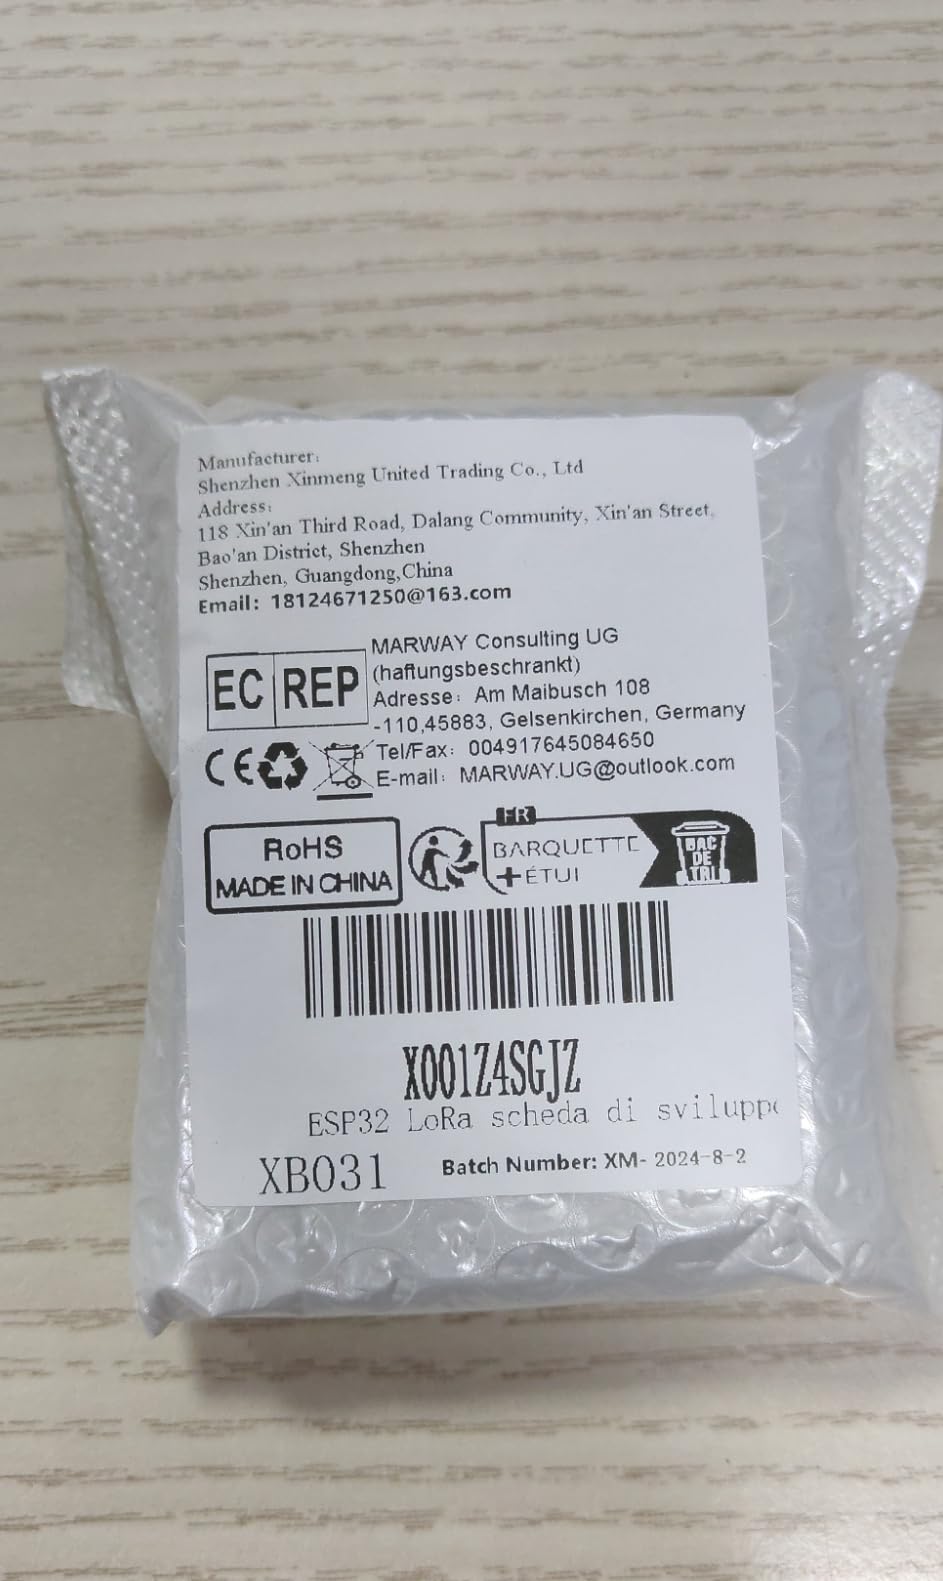 Manufacturer:
Shenzhen Xinmeng United Trading Co., Ltd
Address:
118 Xin'an Third Road, Dalang Community, Xin'an Street,
Bao'an District, Shenzhen
Shenzhen, Guangdong,China
Email: 18124671250@163.com
EC REP
MARWAY Consulting UG
(haftungsbeschrankt)
Adresse: Am Maibusch 108
-110,45883, Gelsenkirchen, Germany
Tel/Fax: 004917645084650
E-mail: MARWAY.UG@outlook.com
CE
RoHS
MADE IN CHINA
FR
BARQUETTE
+ÉTUI
BAC
DE
TRI
X001Z4SGJZ
ESP32 LoRa scheda di sviluppo
XB031
Batch Number: XM- 2024-8-2